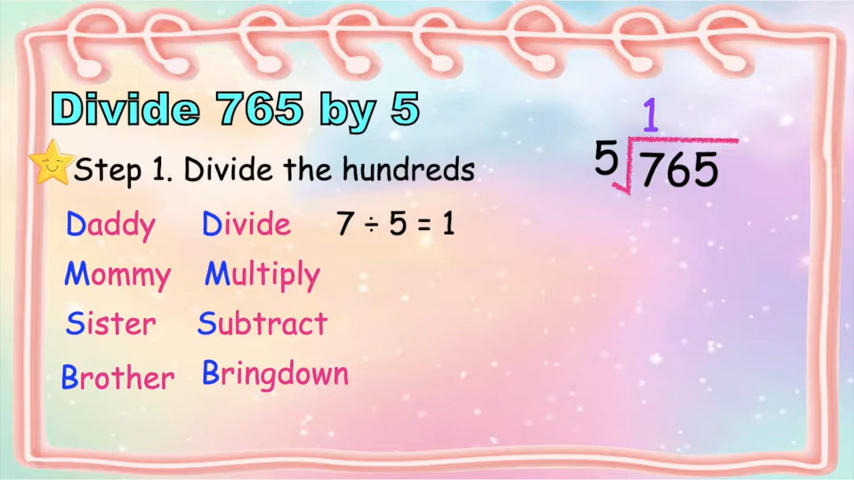 Divide 765 by 5
Step 1. Divide the hundreds
Daddy Divide 7 ÷ 5 = 1
Mommy Multiply
Sister Subtract
Brother Bringdown
1
5 765